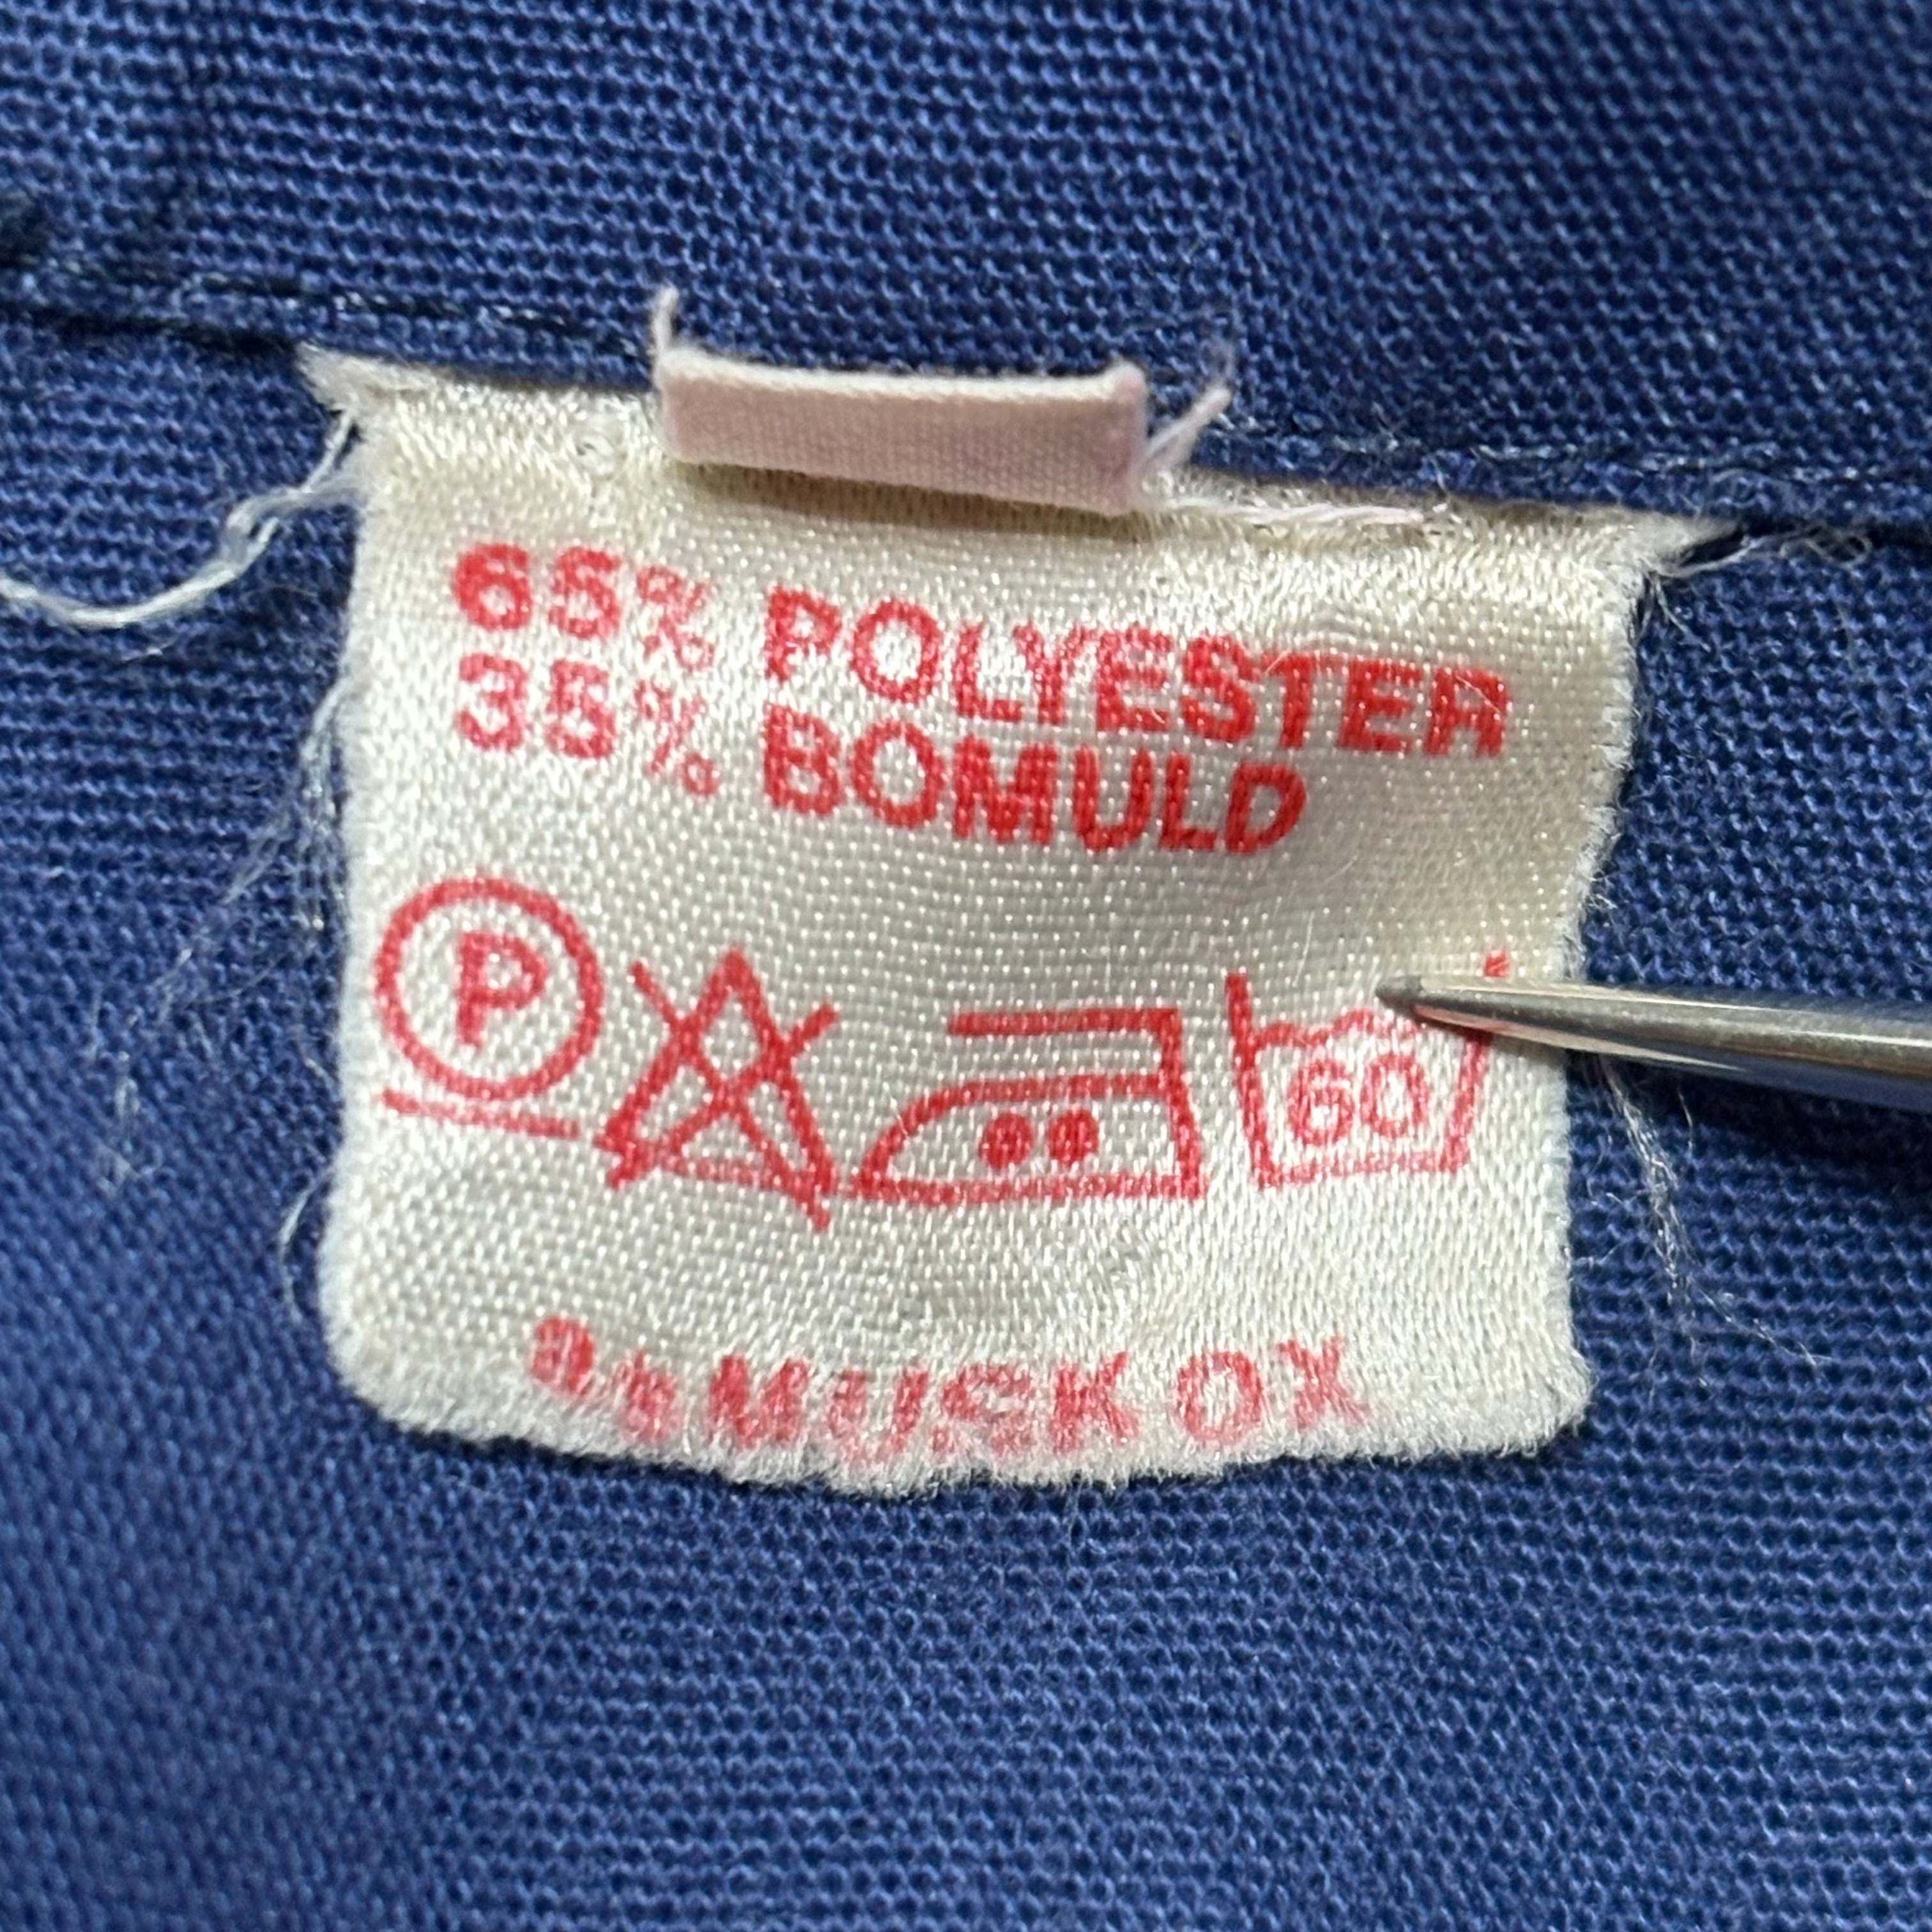 65% POLYESTER
35% BOMULD
P 60
MUSK OX